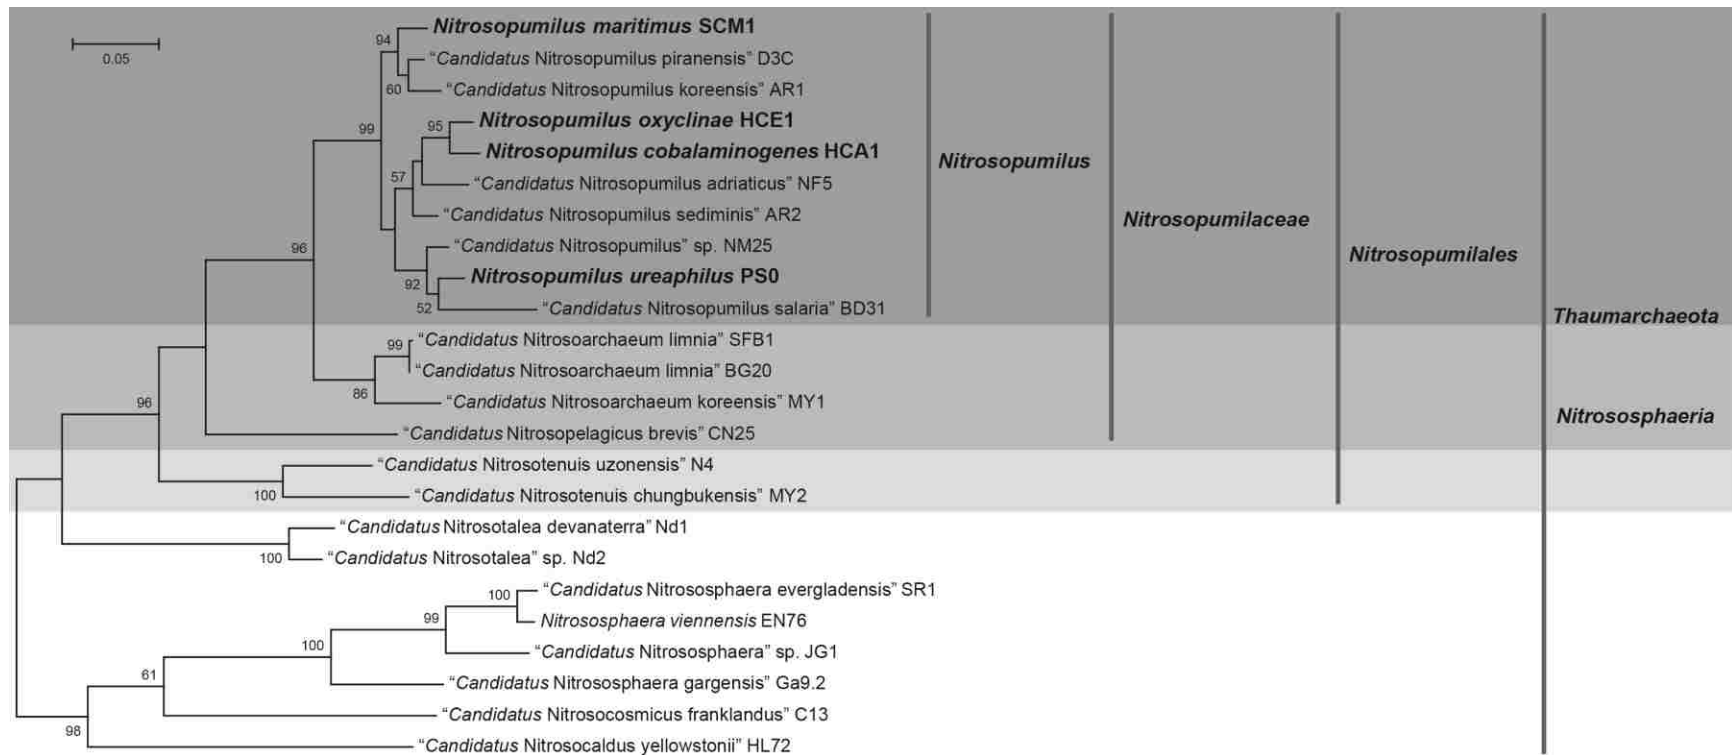 Nitrosopumilus maritimus SCM1
94
0.05
“Candidatus Nitrosopumilus piranensis” D3C
60
“Candidatus Nitrosopumilus koreensis” AR1
99
95
Nitrosopumilus oxyclinae HCE1
Nitrosopumilus cobalaminogenes HCA1
Nitrosopumilus
57
“Candidatus Nitrosopumilus adriaticus” NF5
“Candidatus Nitrosopumilus sediminis” AR2
Nitrosopumilaceae
96
“Candidatus Nitrosopumilus” sp. NM25
Nitrosopumilales
92
Nitrosopumilus ureaphilus PS0
52
“Candidatus Nitrosopumilus salaria” BD31
Thaumarchaeota
99
“Candidatus Nitrosoarchaeum limnia” SFB1
“Candidatus Nitrosoarchaeum limnia” BG20
86
“Candidatus Nitrosoarchaeum koreensis” MY1
96
Nitrososphaeria
“Candidatus Nitrosopelagicus brevis” CN25
“Candidatus Nitrosotenuis uzonensis” N4
100
“Candidatus Nitrosotenuis chungbukensis” MY2
“Candidatus Nitrosotalea devanaterra” Nd1
100
“Candidatus Nitrosotalea” sp. Nd2
100
“Candidatus Nitrososphaera evergladensis” SR1
99
Nitrososphaera viennensis EN76
100
“Candidatus Nitrososphaera” sp. JG1
61
“Candidatus Nitrososphaera gargensis” Ga9.2
“Candidatus Nitrosocosmicus franklandus” C13
98
“Candidatus Nitrosocaldus yellowstonii” HL72